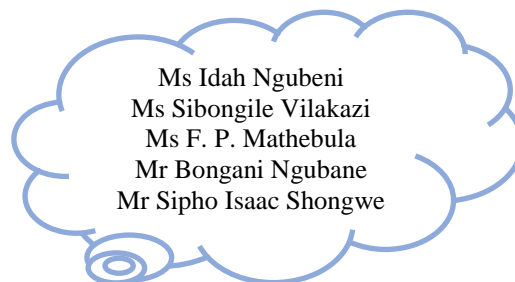 Ms Idah Ngubeni
Ms Sibongile Vilakazi
Ms F. P. Mathebula
Mr Bongani Ngubane
Mr Sipho Isaac Shongwe